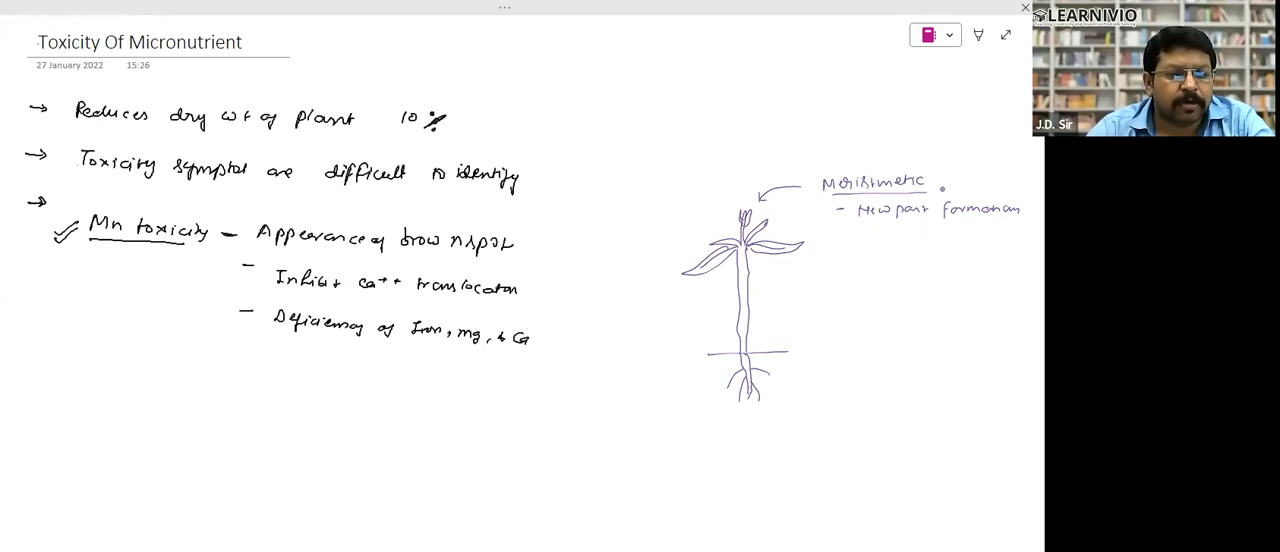 Toxicity Of Micronutrient
27 January 2022 15:26
→ Reduces dry wt of plant 10 %
→ Toxicity symptos are difficult to identify
→
Mn toxicity – Appearance of brown spot
– Inhibit Ca++ translocation
– Deficiency of Iron, Mg, & Ca
Meristmetic
– New part formation
LEARNIVIO
J.D. Sir